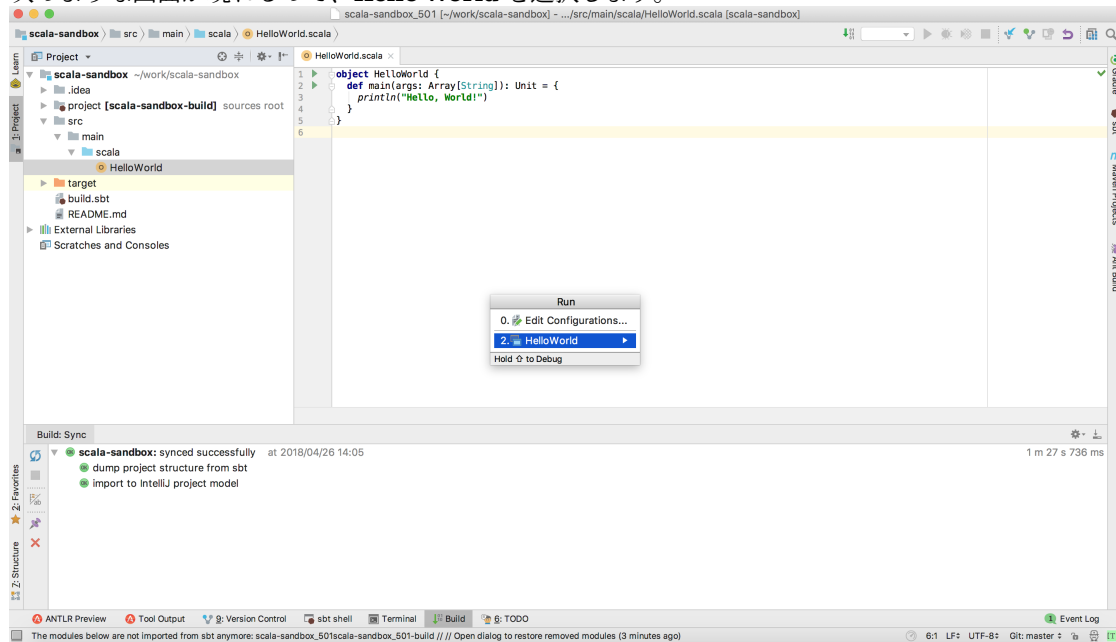 scala-sandbox_501 [~/work/scala-sandbox] - .../src/main/scala/HelloWorld.scala [scala-sandbox]
scala-sandbox src main scala HelloWorld.scala
Learn
Project
HelloWorld.scala
scala-sandbox ~/work/scala-sandbox
.idea
project [scala-sandbox-build] sources root
src
main
scala
HelloWorld
target
build.sbt
README.md
External Libraries
Scratches and Consoles
1: Project
1 object HelloWorld {
2 def main(args: Array[String]): Unit = {
3 println("Hello, World!")
4 }
5 }
6
Gradle
sbt
Maven Projects
Ant Build
Run
0. Edit Configurations...
2. HelloWorld
Hold ⇧ to Debug
Build: Sync
scala-sandbox: synced successfully at 2018/04/26 14:05
1 m 27 s 736 ms
dump project structure from sbt
import to IntelliJ project model
2: Favorites
Z: Structure
ANTLR Preview Tool Output 9: Version Control sbt shell Terminal Build 6: TODO
1 Event Log
The modules below are not imported from sbt anymore: scala-sandbox_501scala-sandbox_501-build // // Open dialog to restore removed modules (3 minutes ago)
6:1 LF÷ UTF-8÷ Git: master ÷